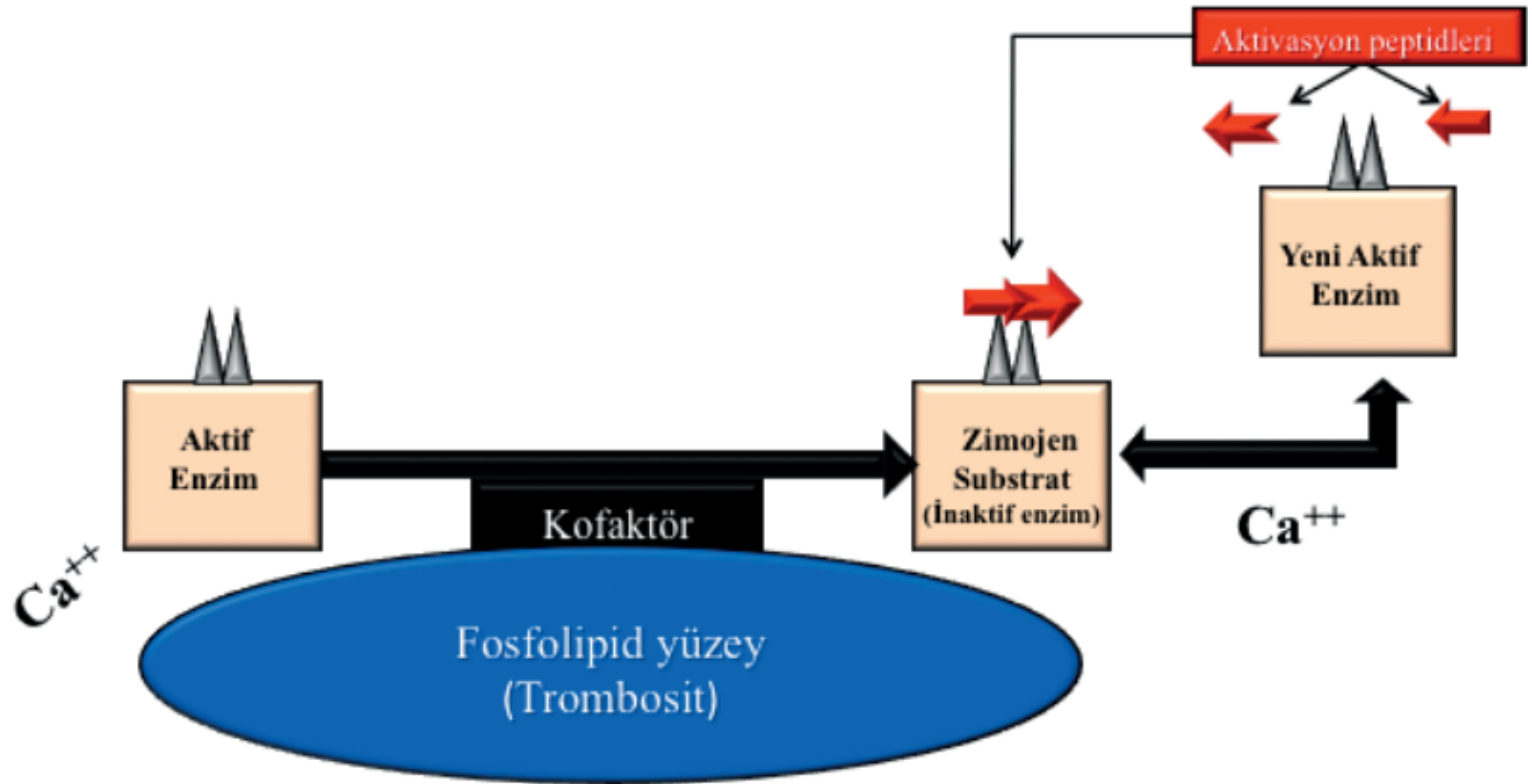 Aktivasyon peptidleri
Yeni Aktif
Enzim
Aktif
Enzim
Zimojen
Substrat
(İnaktif enzim)
Kofaktör
Ca⁺⁺
Ca⁺⁺
Fosfolipid yüzey
(Trombosit)